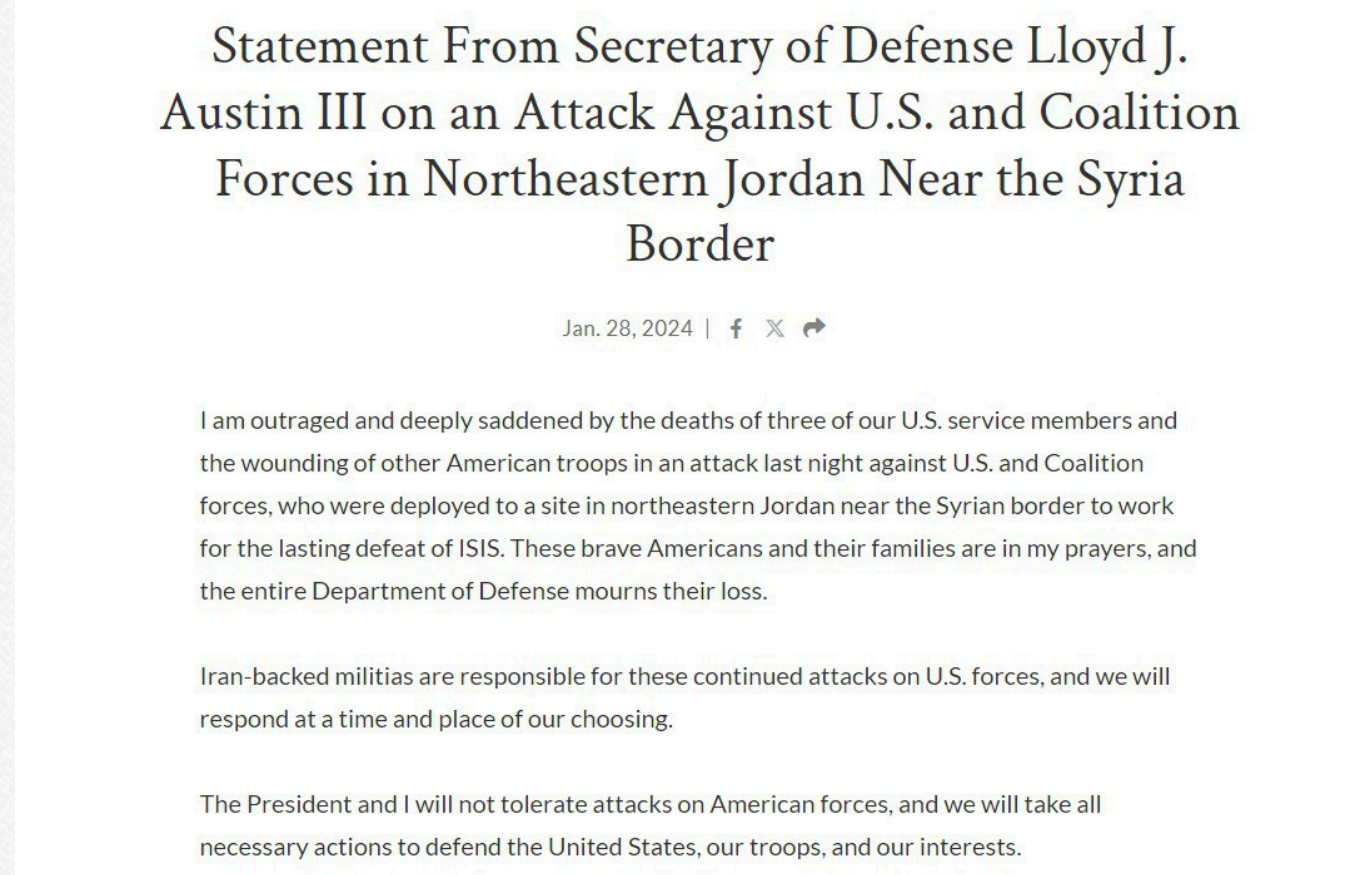 Statement From Secretary of Defense Lloyd J.
Austin III on an Attack Against U.S. and Coalition
Forces in Northeastern Jordan Near the Syria
Border
Jan. 28, 2024 |
I am outraged and deeply saddened by the deaths of three of our U.S. service members and
the wounding of other American troops in an attack last night against U.S. and Coalition
forces, who were deployed to a site in northeastern Jordan near the Syrian border to work
for the lasting defeat of ISIS. These brave Americans and their families are in my prayers, and
the entire Department of Defense mourns their loss.
Iran-backed militias are responsible for these continued attacks on U.S. forces, and we will
respond at a time and place of our choosing.
The President and I will not tolerate attacks on American forces, and we will take all
necessary actions to defend the United States, our troops, and our interests.